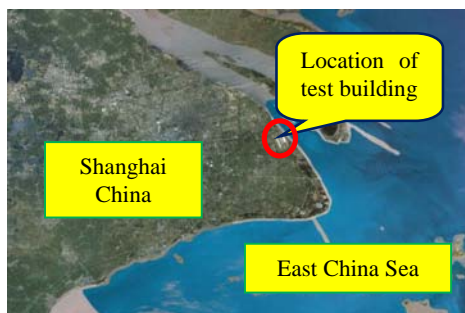 Location of
test building
Shanghai
China
East China Sea